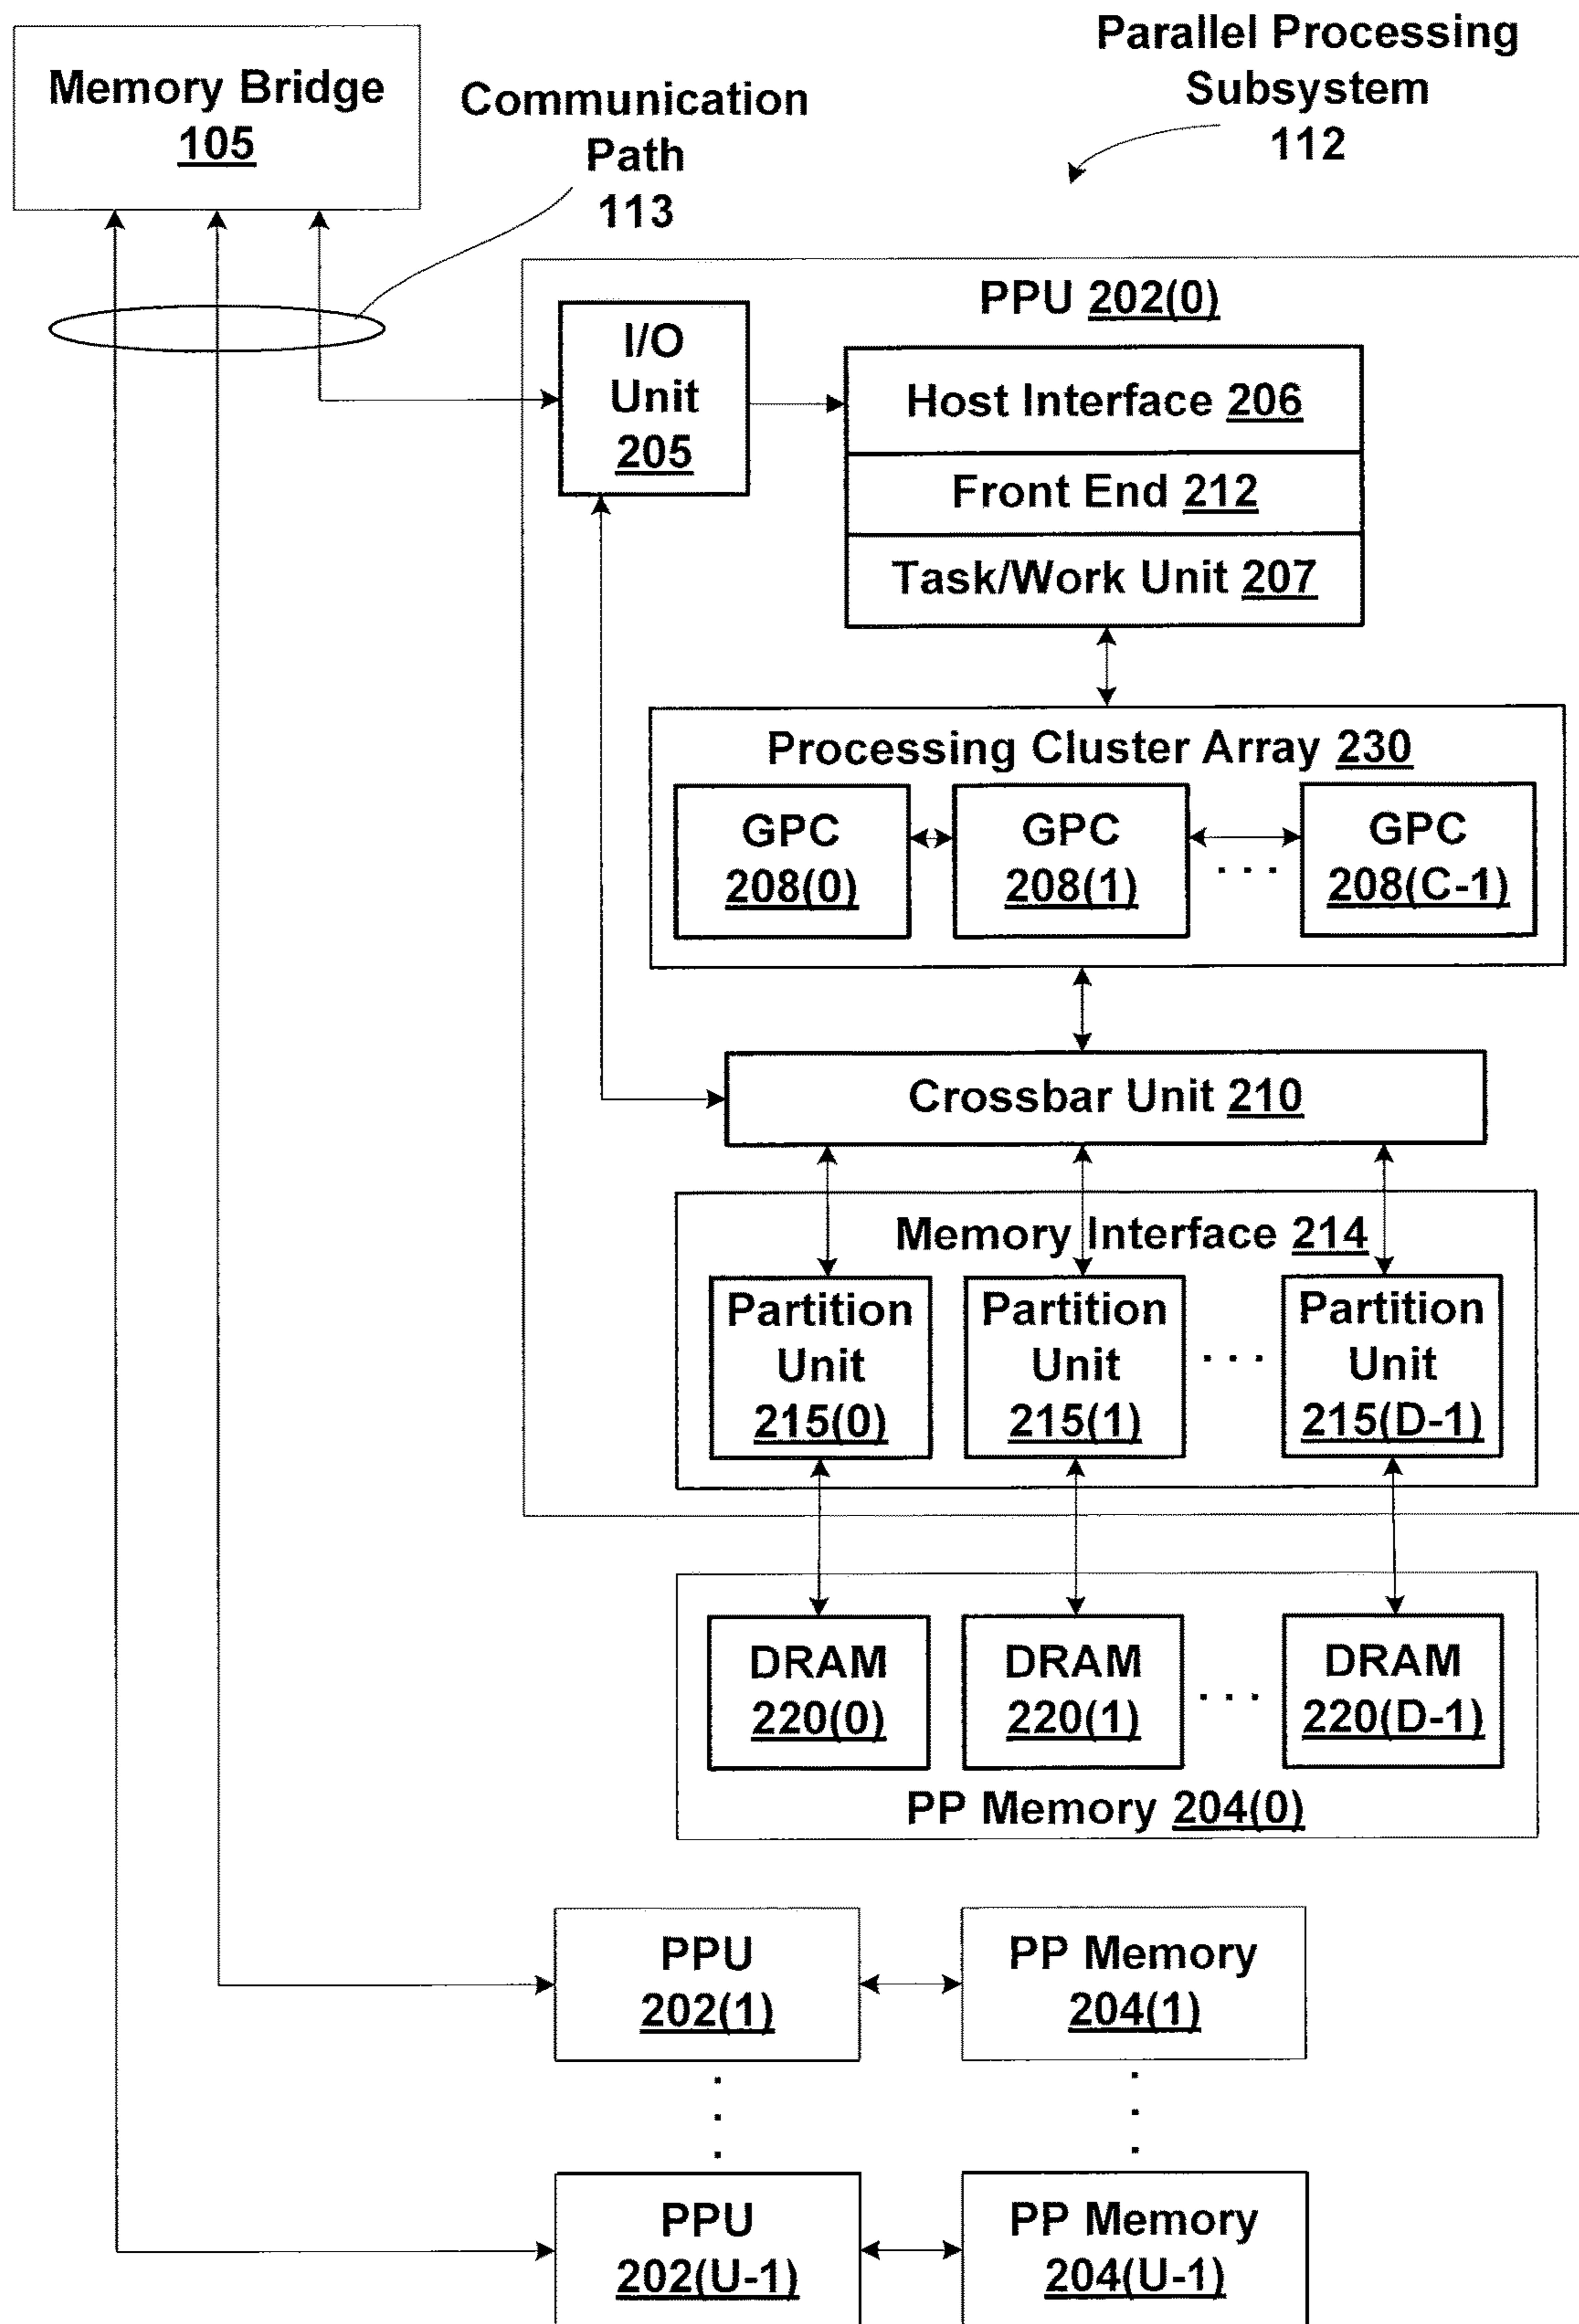 Parallel Processing
Subsystem
112
Memory Bridge
105
Communication
Path
113
PPU 202(0)
I/O
Unit
205
Host Interface 206
Front End 212
Task/Work Unit 207
Processing Cluster Array 230
GPC
208(0)
GPC
208(1)
. . .
GPC
208(C-1)
Crossbar Unit 210
Memory Interface 214
Partition
Unit
215(0)
Partition
Unit
215(1)
. . .
Partition
Unit
215(D-1)
DRAM
220(0)
DRAM
220(1)
. . .
DRAM
220(D-1)
PP Memory 204(0)
PPU
202(1)
PP Memory
204(1)
PPU
202(U-1)
PP Memory
204(U-1)